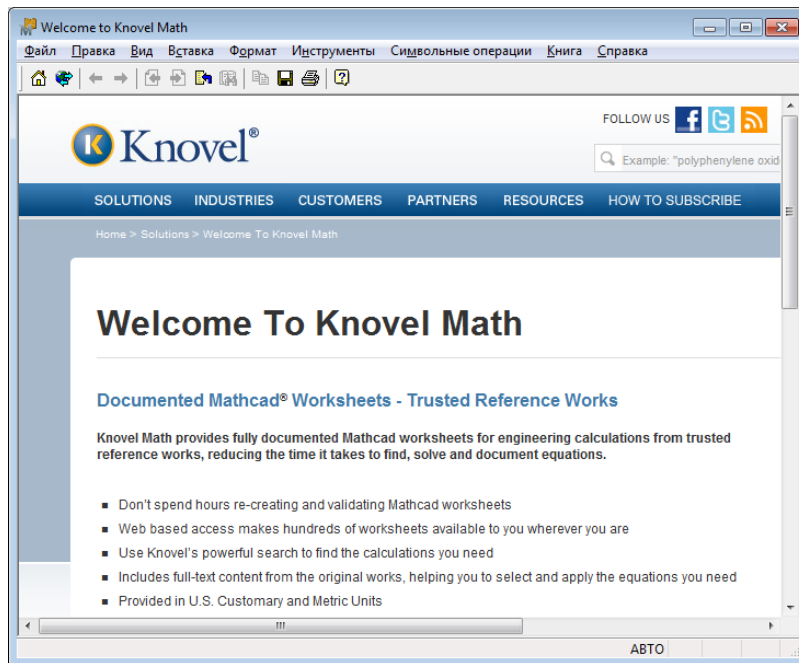 Welcome to Knovel Math
Файл Правка Вид Вставка Формат Инструменты Символьные операции Книга Справка
FOLLOW US
Knovel®
Example: "polyphenylene oxid
SOLUTIONS INDUSTRIES CUSTOMERS PARTNERS RESOURCES HOW TO SUBSCRIBE
Home > Solutions > Welcome To Knovel Math
Welcome To Knovel Math
Documented Mathcad® Worksheets - Trusted Reference Works
Knovel Math provides fully documented Mathcad worksheets for engineering calculations from trusted
reference works, reducing the time it takes to find, solve and document equations.
Don't spend hours re-creating and validating Mathcad worksheets
Web based access makes hundreds of worksheets available to you wherever you are
Use Knovel's powerful search to find the calculations you need
Includes full-text content from the original works, helping you to select and apply the equations you need
Provided in U.S. Customary and Metric Units
АВТО